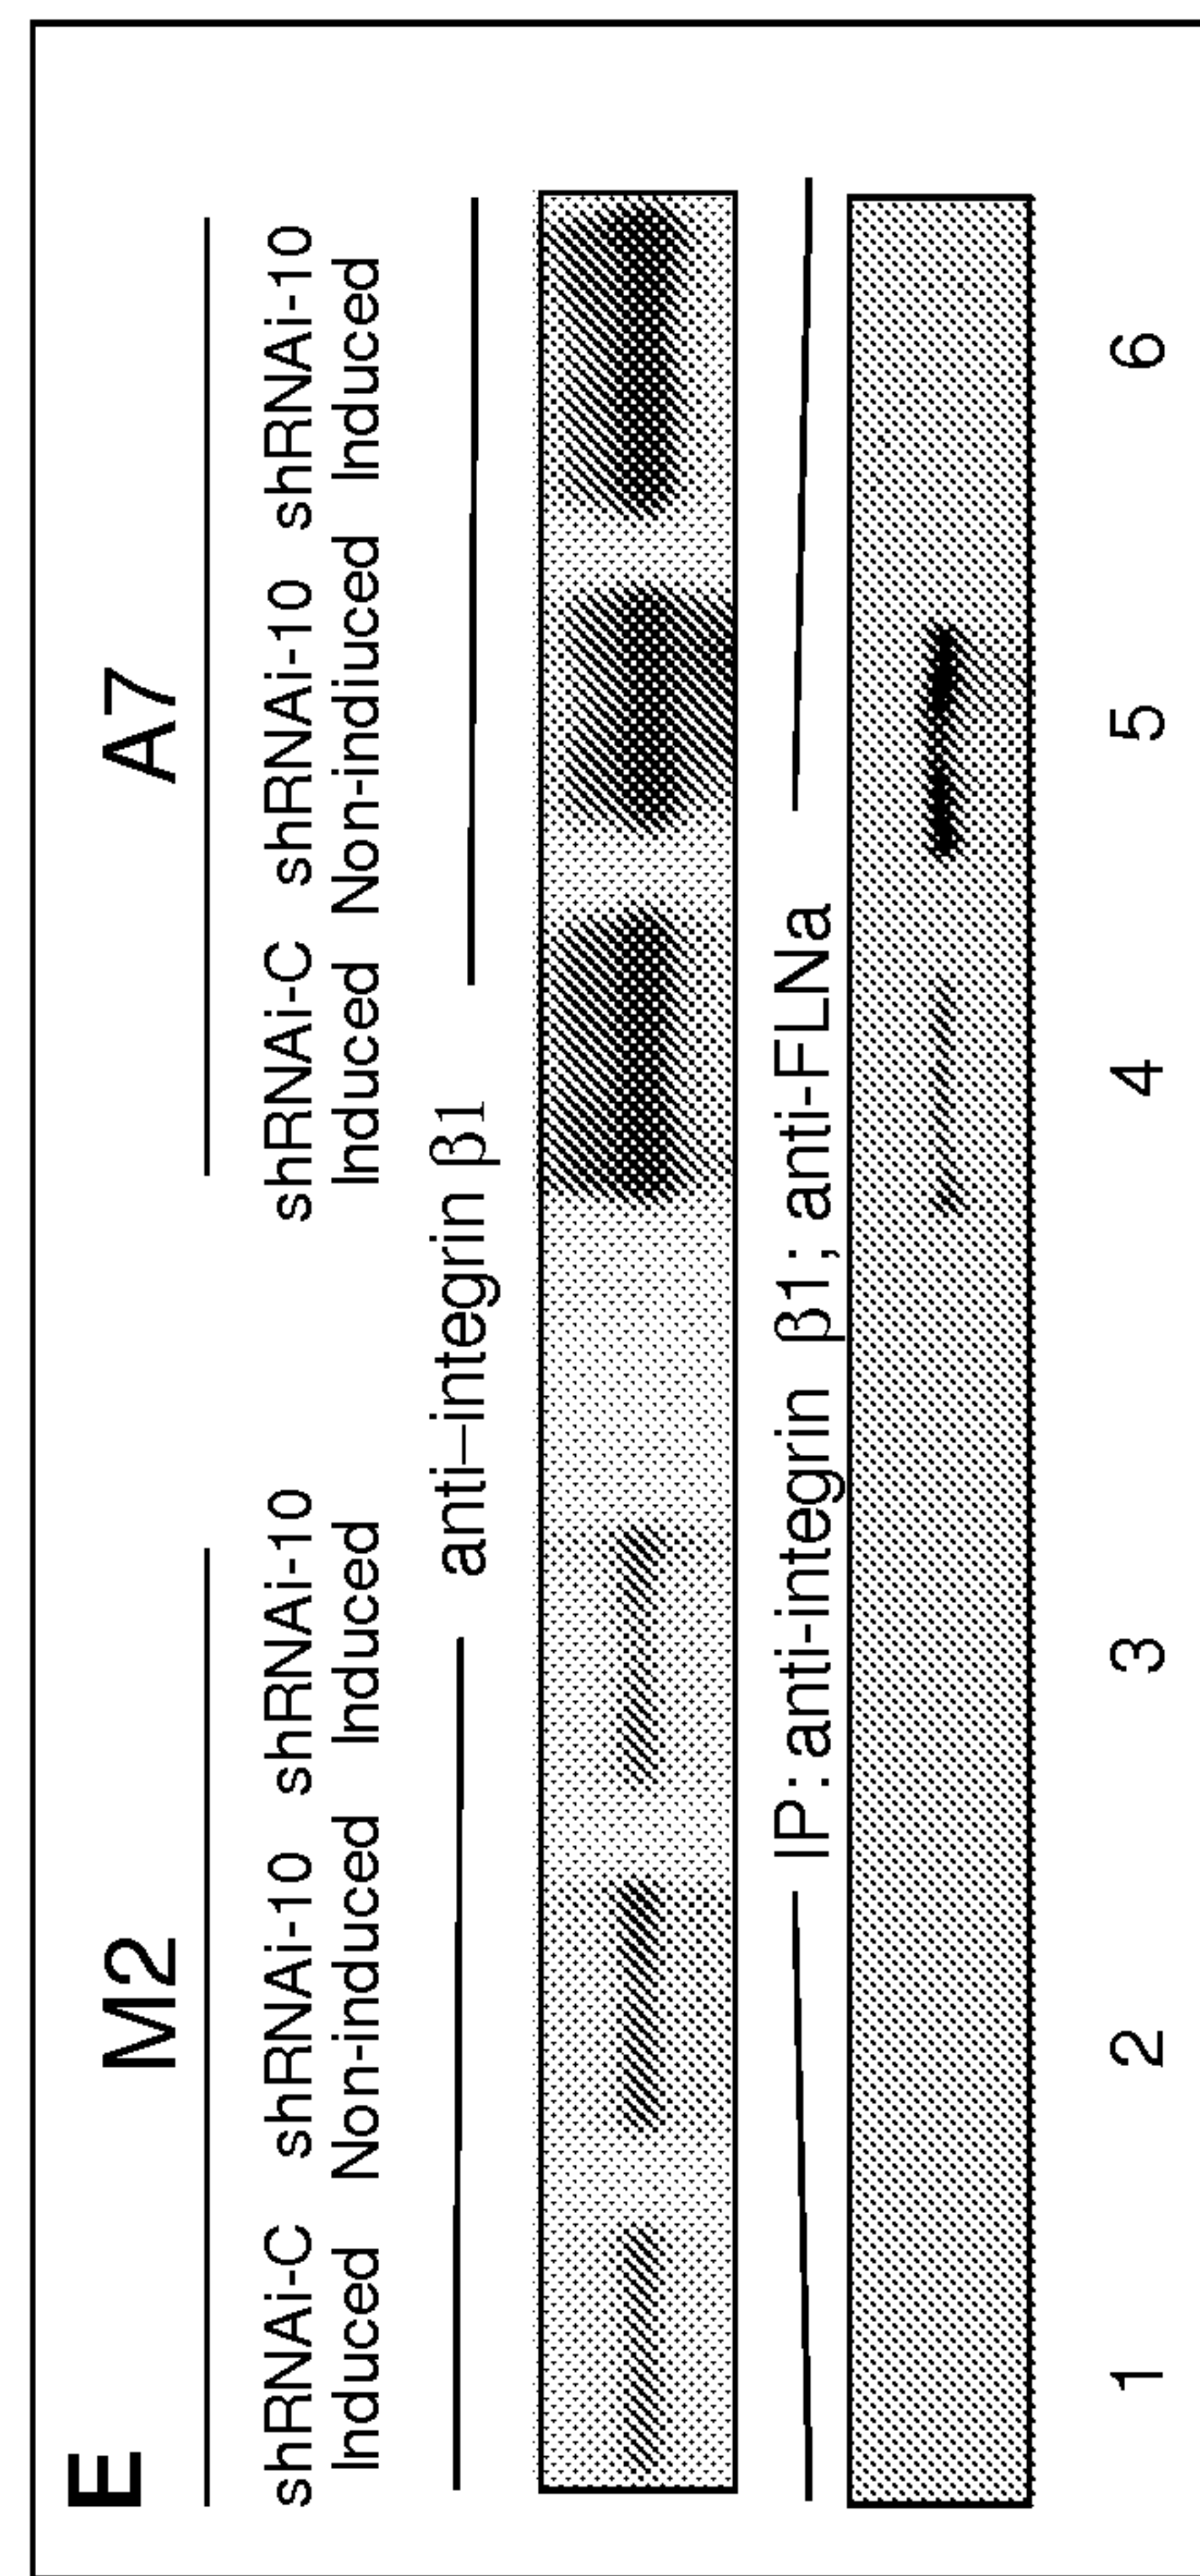 E
M2 A7
shRNAi-C shRNAi-10 shRNAi-10 shRNAi-C shRNAi-10 shRNAi-10
Induced Non-induced Induced Induced Non-indiuced Induced
anti–integrin β1
IP: anti-integrin β1; anti-FLNa
1 2 3 4 5 6